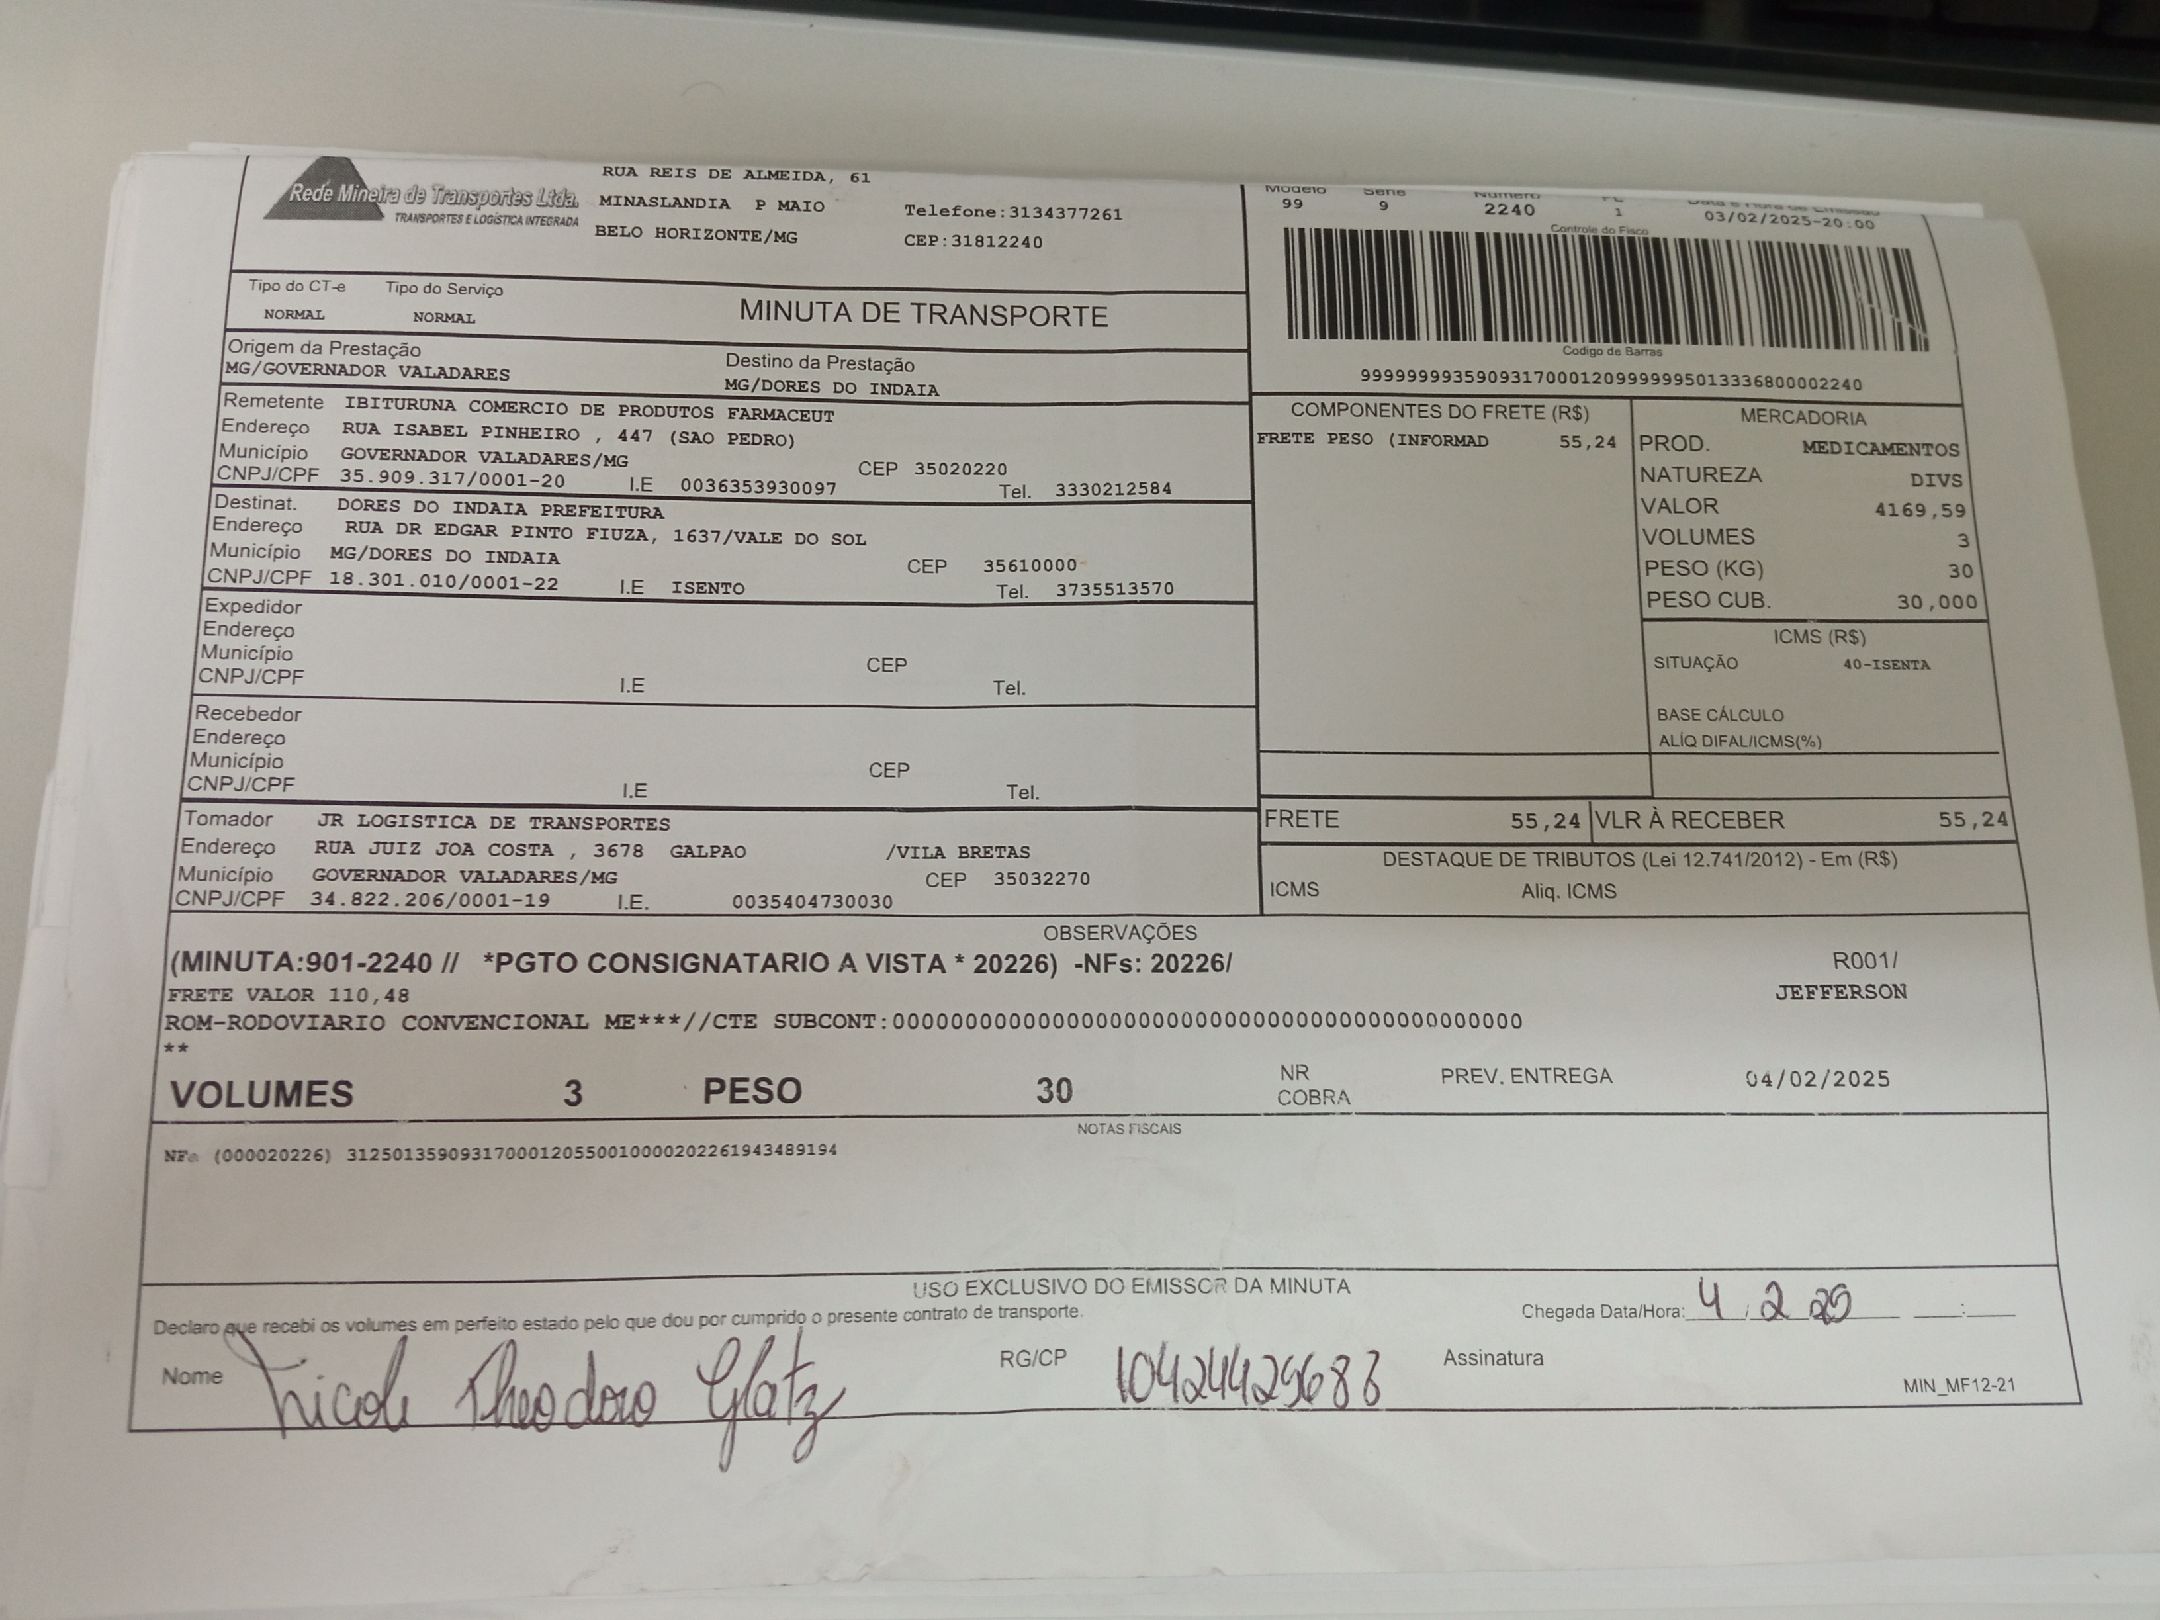 Rede Mineira de Transportes Ltda.
TRANSPORTES E LOGÍSTICA INTEGRADA
RUA REIS DE ALMEIDA, 61
MINASLANDIA P MAIO
BELO HORIZONTE/MG
Telefone:3134377261
CEP:31812240
Modelo Serie Numero FL Data e Hora de Emissão
99 9 2240 1 03/02/2025-20:00
Controle do Fisco
Codigo de Barras
99999999359093170001209999995013336800002240
Tipo do CT-e Tipo do Serviço
NORMAL NORMAL
MINUTA DE TRANSPORTE
Origem da Prestação Destino da Prestação
MG/GOVERNADOR VALADARES MG/DORES DO INDAIA
Remetente IBITURUNA COMERCIO DE PRODUTOS FARMACEUT
Endereço RUA ISABEL PINHEIRO , 447 (SAO PEDRO)
Município GOVERNADOR VALADARES/MG CEP 35020220
CNPJ/CPF 35.909.317/0001-20 I.E 0036353930097 Tel. 3330212584
Destinat. DORES DO INDAIA PREFEITURA
Endereço RUA DR EDGAR PINTO FIUZA, 1637/VALE DO SOL
Município MG/DORES DO INDAIA CEP 35610000
CNPJ/CPF 18.301.010/0001-22 I.E ISENTO Tel. 3735513570
Expedidor
Endereço
Município CEP
CNPJ/CPF I.E Tel.
Recebedor
Endereço
Município CEP
CNPJ/CPF I.E Tel.
Tomador JR LOGISTICA DE TRANSPORTES
Endereço RUA JUIZ JOA COSTA , 3678 GALPAO /VILA BRETAS
Município GOVERNADOR VALADARES/MG CEP 35032270
CNPJ/CPF 34.822.206/0001-19 I.E. 0035404730030
COMPONENTES DO FRETE (R$)
FRETE PESO (INFORMAD 55,24
MERCADORIA
PROD. MEDICAMENTOS
NATUREZA DIVS
VALOR 4169,59
VOLUMES 3
PESO (KG) 30
PESO CUB. 30,000
ICMS (R$)
SITUAÇÃO 40-ISENTA
BASE CÁLCULO
ALÍQ DIFAL/ICMS(%)
FRETE 55,24 VLR À RECEBER 55,24
DESTAQUE DE TRIBUTOS (Lei 12.741/2012) - Em (R$)
ICMS Aliq. ICMS
OBSERVAÇÕES
(MINUTA:901-2240 // *PGTO CONSIGNATARIO A VISTA * 20226) -NFs: 20226/ R001/
FRETE VALOR 110,48 JEFFERSON
ROM-RODOVIARIO CONVENCIONAL ME***//CTE SUBCONT:00000000000000000000000000000000000000000000
**
VOLUMES 3 PESO 30 NR COBRA PREV. ENTREGA 04/02/2025
NOTAS FISCAIS
NFe (000020226) 31250135909317000120550010000202261943489194
USO EXCLUSIVO DO EMISSOR DA MINUTA
Declaro que recebi os volumes em perfeito estado pelo que dou por cumprido o presente contrato de transporte. Chegada Data/Hora: 4/2 25 :
Nome Nicole Theodoro Glatz RG/CP 10424425683 Assinatura
MIN_MF12-21